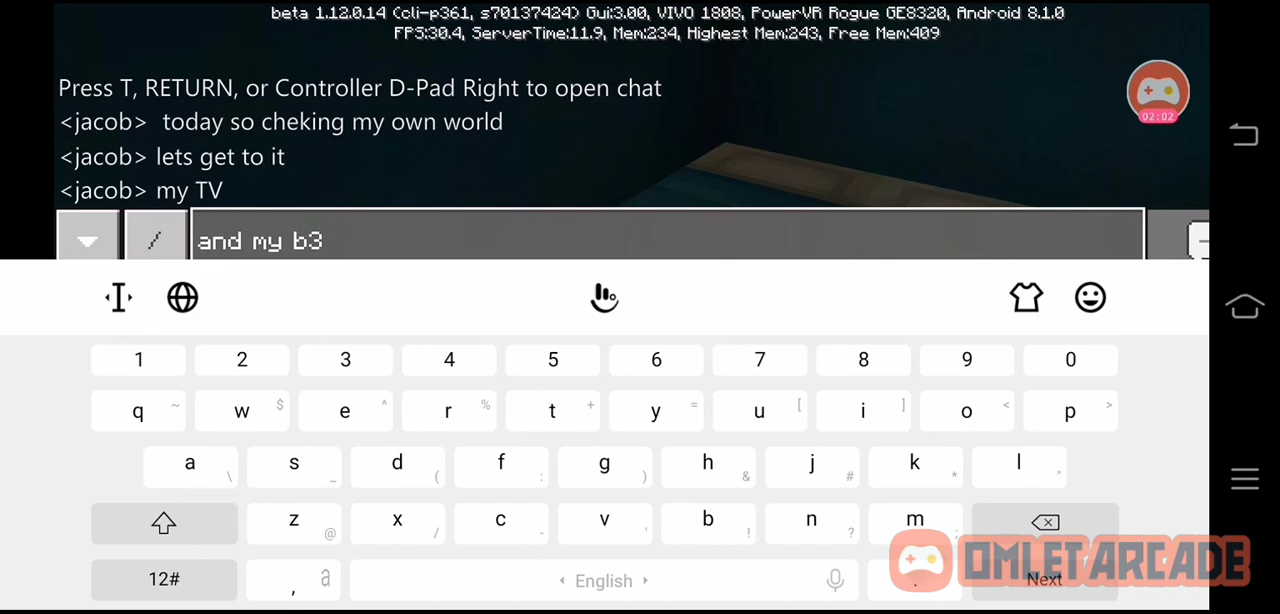 beta 1.12.0.14 (cli-p361, s70137424) Gui:3.00, VIVO 1808, PowerVR Rogue GE8320, Android 8.1.0
FPS:30.4, ServerTime:11.9, Mem:234, Highest Mem:243, Free Mem:409
Press T, RETURN, or Controller D-Pad Right to open chat
<jacob>  today so cheking my own world
02:02
<jacob> lets get to it
<jacob> my TV
/ and my b3
1 2 3 4 5 6 7 8 9 0
q ~ w $ e ^ r % t + y = u [ i ] o < p >
a \ s _ d ( f : g ) h & j # k * l "
z @ x / c - v ' b ! n ? m ;
12# , a English . Next
OMLET ARCADE